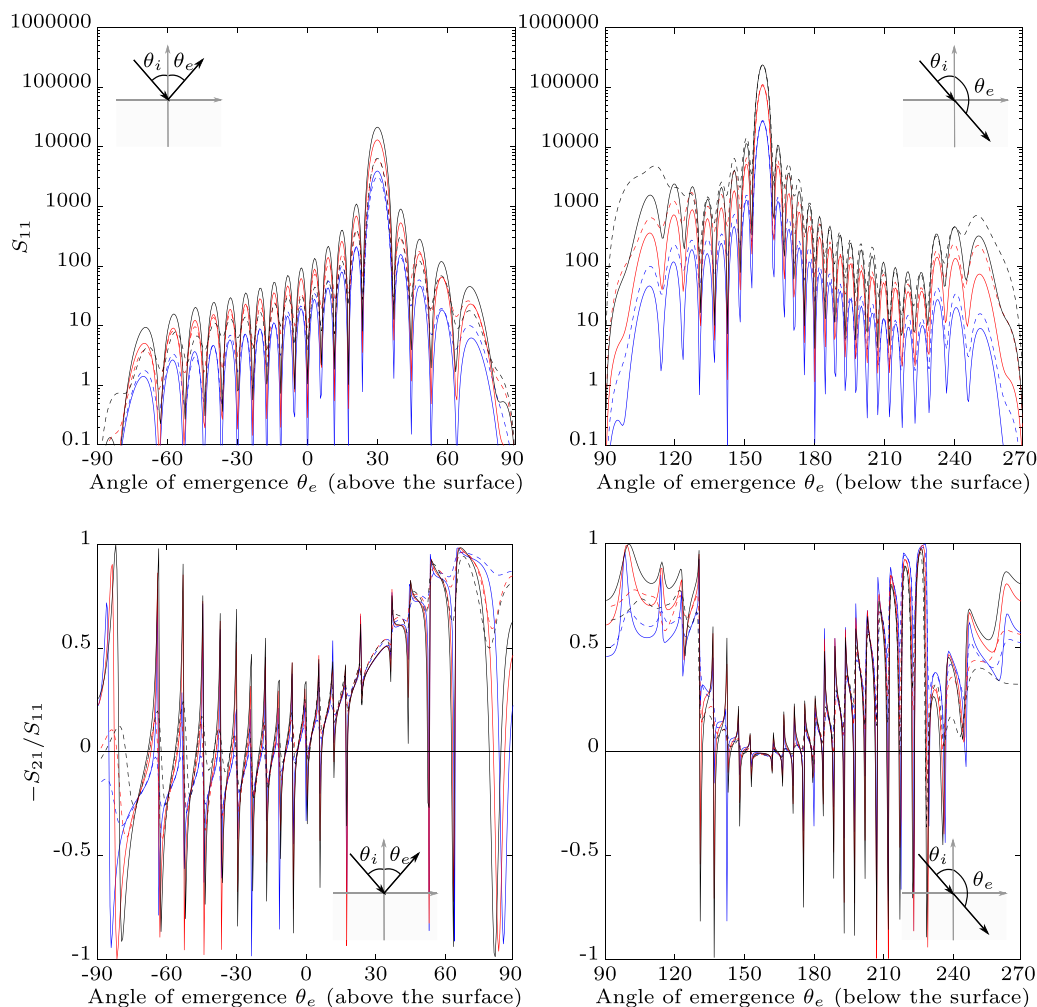 1000000
100000
10000
1000
100
10
1
0.1
S11
-90 -60 -30 0 30 60 90
Angle of emergence θe (above the surface)
θi θe
1000000
100000
10000
1000
100
10
1
0.1
90 120 150 180 210 240 270
Angle of emergence θe (below the surface)
θi
θe
1
0.5
0
-0.5
-1
−S21/S11
-90 -60 -30 0 30 60 90
Angle of emergence θe (above the surface)
θi θe
1
0.5
0
-0.5
-1
90 120 150 180 210 240 270
Angle of emergence θe (below the surface)
θi
θe